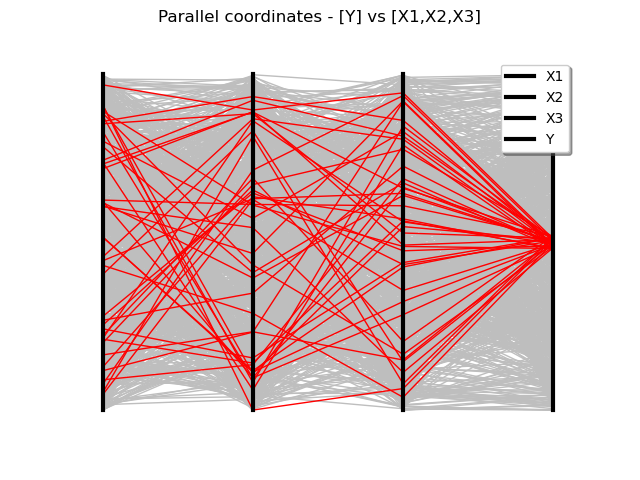 Parallel coordinates - [Y] vs [X1,X2,X3]
X1
X2
X3
Y